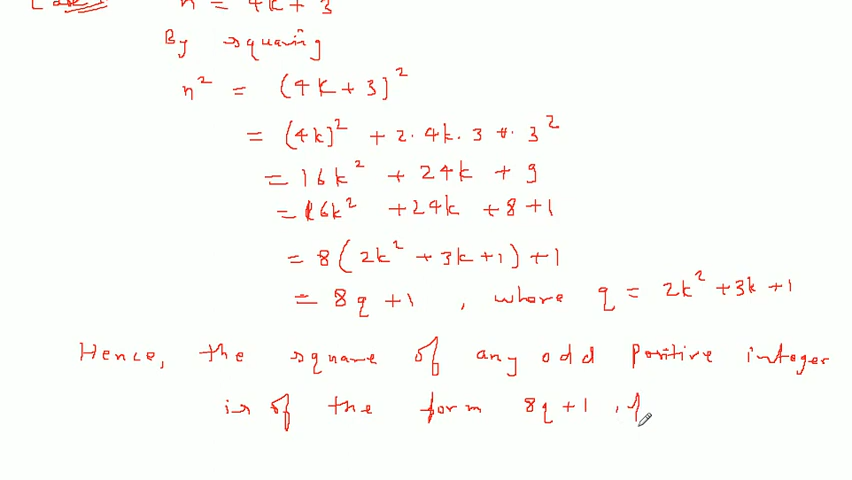 n = 4k + 3
By squaring
n² = (4k + 3)²
= (4k)² + 2·4k·3 + 3²
= 16k² + 24k + 9
= 16k² + 24k + 8 + 1
= 8(2k² + 3k + 1) + 1
= 8q + 1, where q = 2k² + 3k + 1
Hence, the square of any odd positive integer
is of the form 8q + 1,